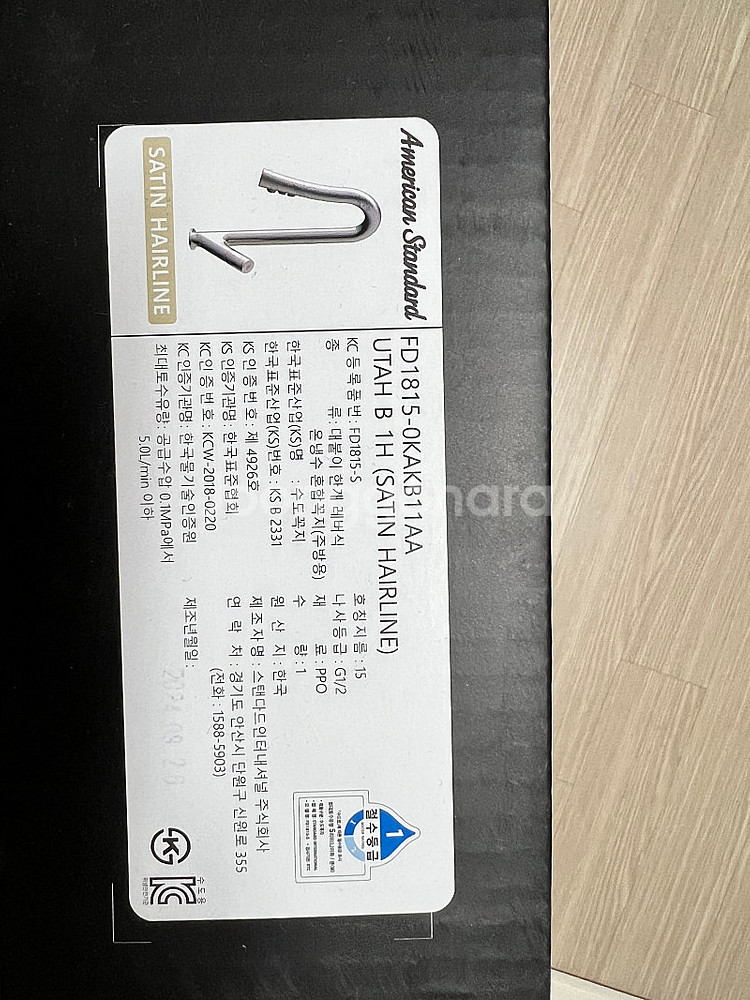 American Standard
SATIN HAIRLINE
FD1815-0KAKB11AA
UTAH B 1H (SATIN HAIRLINE)
KC 등록품번 : FD1815-S
종 류 : 대붙이 한개 레버식
온냉수 혼합꼭지(주방용)
한국표준산업(KS)명 : 수도꼭지
한국표준산업(KS)번호 : KS B 2331
KS 인증번호 : 제 4926호
KS 인증기관명 : 한국표준협회
KC 인증번호 : KCW-2018-0220
KC 인증기관명 : 한국물기술인증원
최대토수유량 : 공급수압 0.1MPa에서
5.0L/min 이하
호칭지름 : 15
나사등급 : G1/2
재 료 : PPO
수 량 : 1
원 산 지 : 한국
제조자명 : 스탠다드인터내셔널 주식회사
연 락 처 : 경기도 안산시 단원구 신원로 355
(전화 : 1588-5903)
제조년월일 :
1
절수등급
수도용